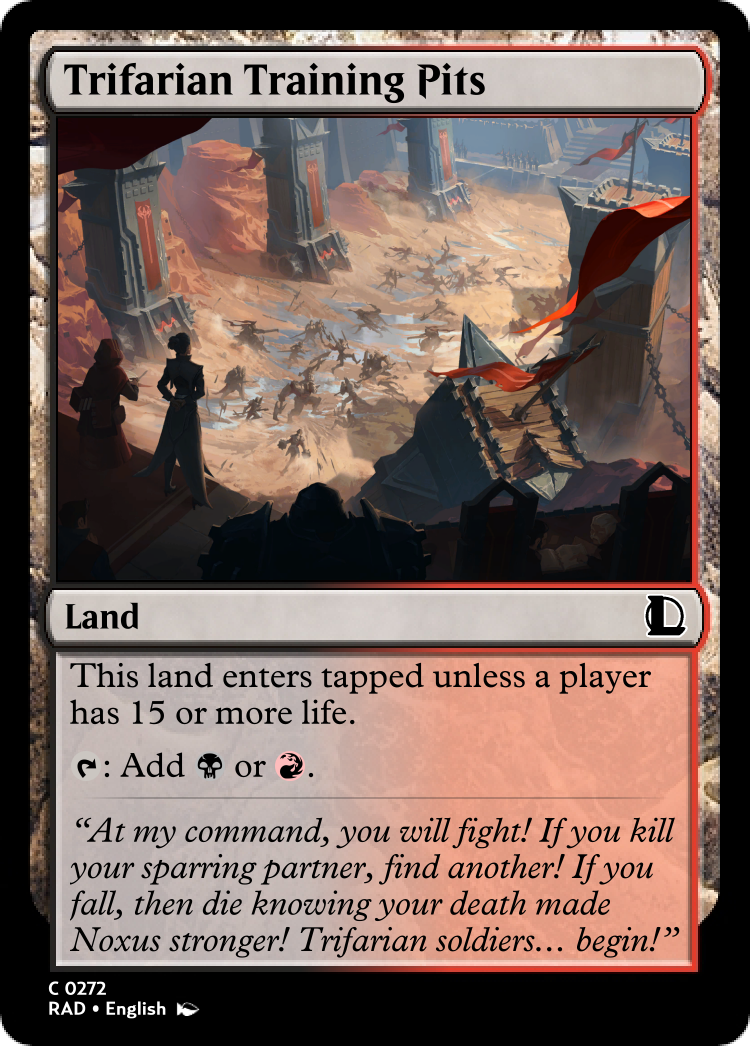 Trifarian Training Pits
Land
This land enters tapped unless a player
has 15 or more life.
: Add or .
“At my command, you will fight! If you kill
your sparring partner, find another! If you
fall, then die knowing your death made
Noxus stronger! Trifarian soldiers… begin!”
C 0272
RAD • English